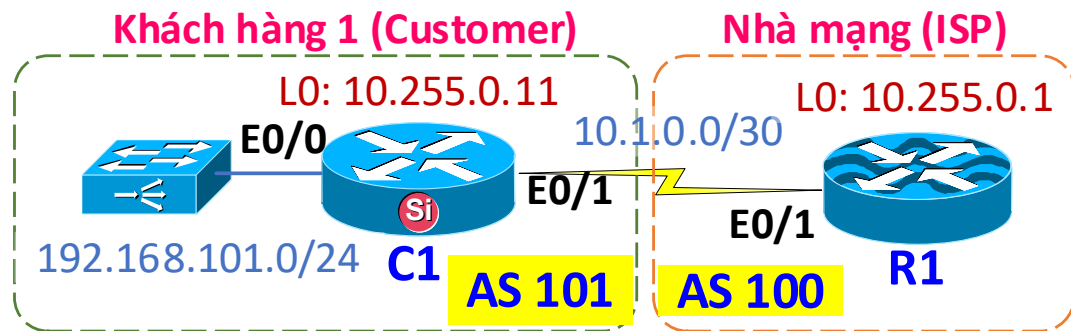 Khách hàng 1 (Customer)
Nhà mạng (ISP)
L0: 10.255.0.11
L0: 10.255.0.1
E0/0
10.1.0.0/30
E0/1
Si
E0/1
192.168.101.0/24
C1
R1
AS 101
AS 100